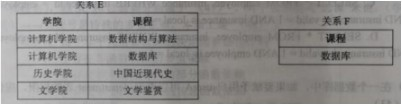 关系 E
学院 课程
计算机学院 数据结构与算法
计算机学院 数据库
历史学院 中国近现代史
文学院 文学鉴赏
关系 F
课程
数据库